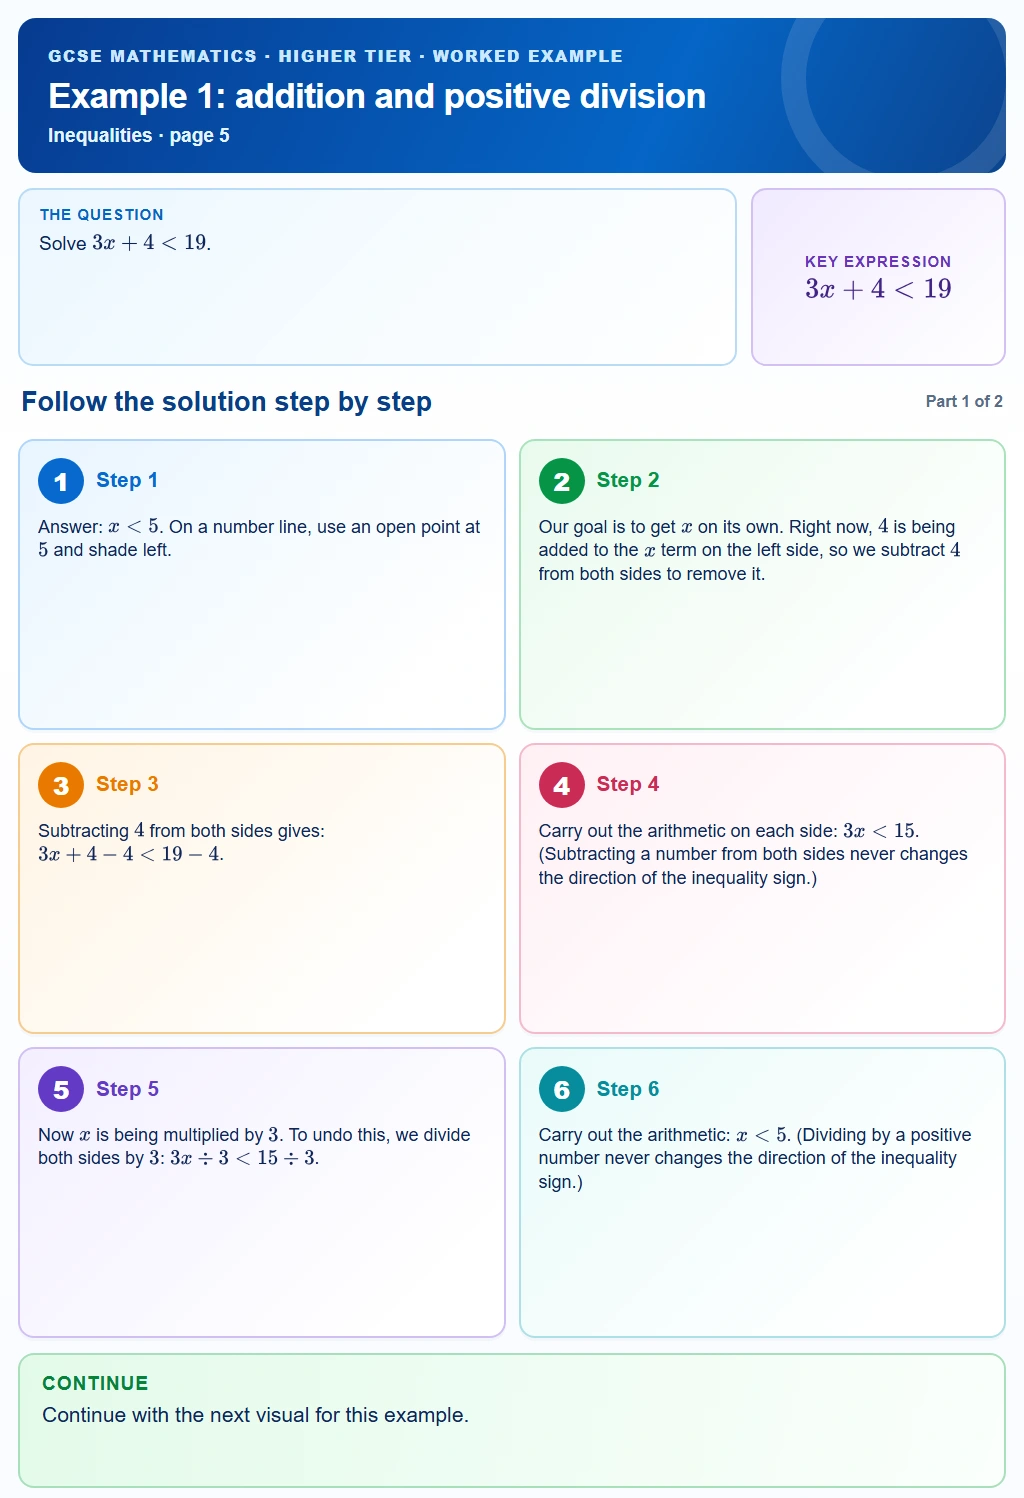 GCSE MATHEMATICS · HIGHER TIER · WORKED EXAMPLE
Example 1: addition and positive division
Inequalities · page 5
THE QUESTION
Solve 3x + 4 < 19.
KEY EXPRESSION
3x + 4 < 19
Follow the solution step by step
Part 1 of 2
1 Step 1
Answer: x < 5. On a number line, use an open point at
5 and shade left.
2 Step 2
Our goal is to get x on its own. Right now, 4 is being
added to the x term on the left side, so we subtract 4
from both sides to remove it.
3 Step 3
Subtracting 4 from both sides gives:
3x + 4 − 4 < 19 − 4.
4 Step 4
Carry out the arithmetic on each side: 3x < 15.
(Subtracting a number from both sides never changes
the direction of the inequality sign.)
5 Step 5
Now x is being multiplied by 3. To undo this, we divide
both sides by 3: 3x ÷ 3 < 15 ÷ 3.
6 Step 6
Carry out the arithmetic: x < 5. (Dividing by a positive
number never changes the direction of the inequality
sign.)
CONTINUE
Continue with the next visual for this example.